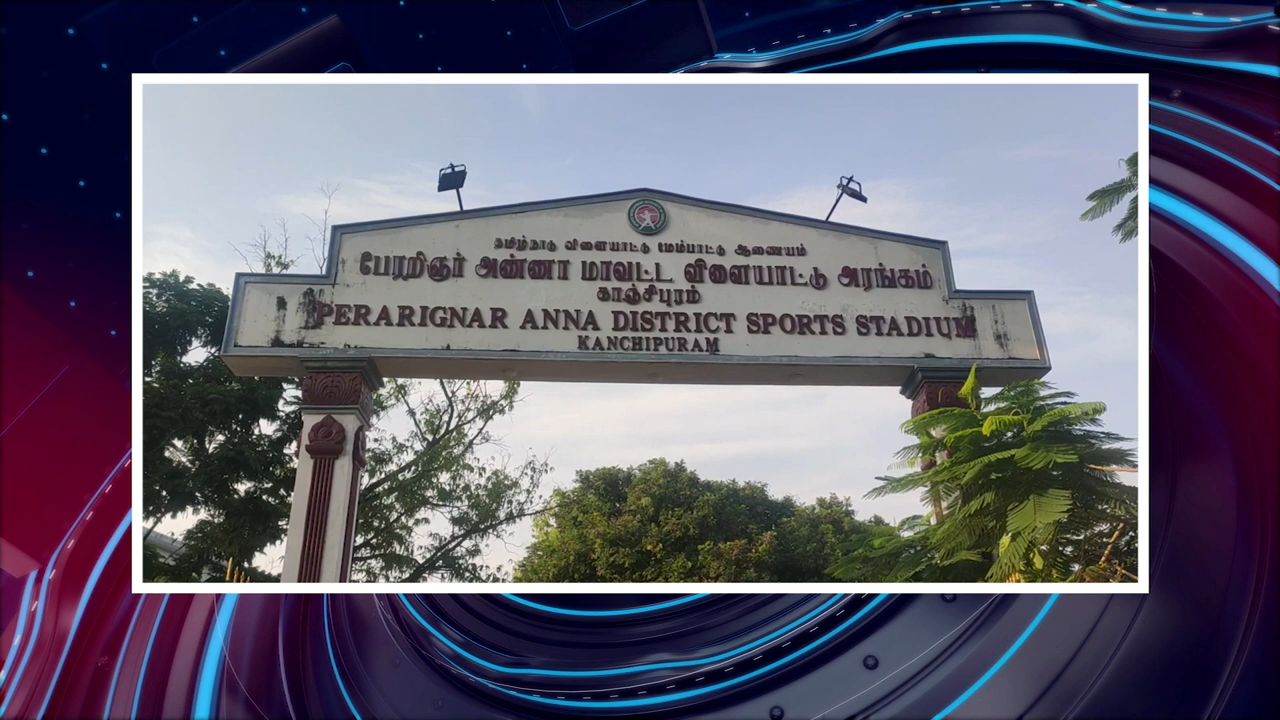 தமிழ்நாடு விளையாட்டு மேம்பாட்டு ஆணையம்
பேரறிஞர் அண்ணா மாவட்ட விளையாட்டு அரங்கம்
காஞ்சிபுரம்
PERARIGNAR ANNA DISTRICT SPORTS STADIUM
KANCHIPURAM